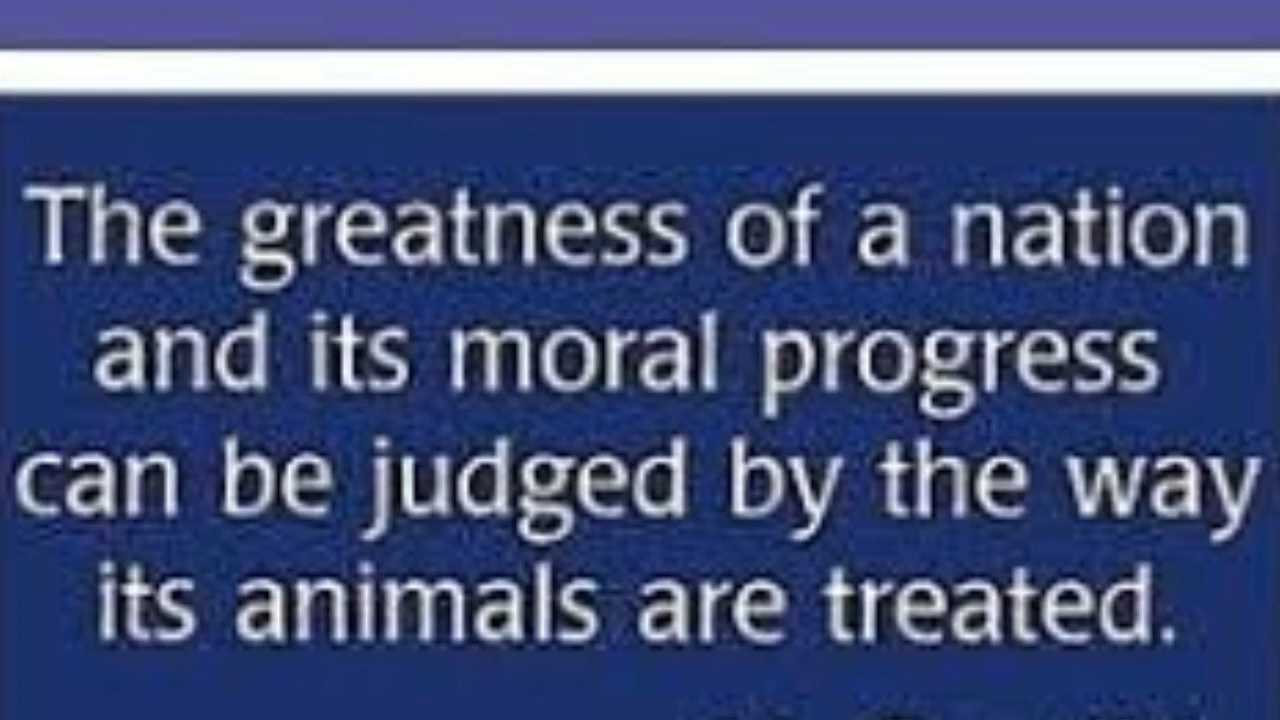 The greatness of a nation
and its moral progress
can be judged by the way
its animals are treated.